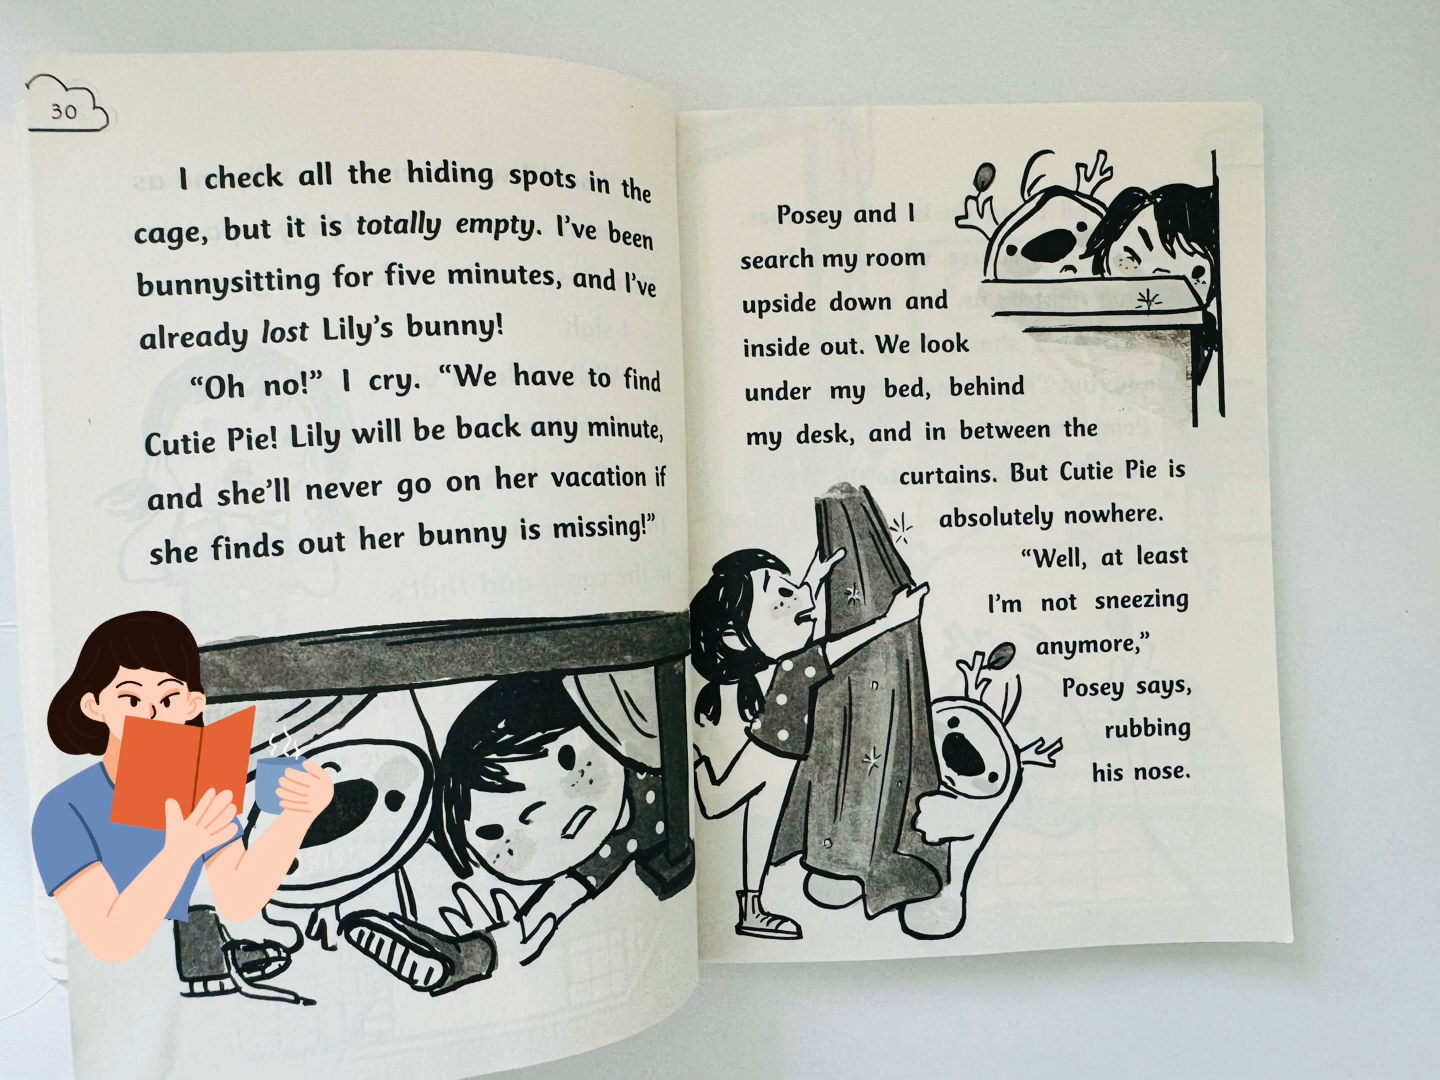 30
I check all the hiding spots in the
cage, but it is totally empty. I've been
bunnysitting for five minutes, and I've
already lost Lily's bunny!
“Oh no!” I cry. “We have to find
Cutie Pie! Lily will be back any minute,
and she'll never go on her vacation if
she finds out her bunny is missing!”
Posey and I
search my room
upside down and
inside out. We look
under my bed, behind
my desk, and in between the
curtains. But Cutie Pie is
absolutely nowhere.
“Well, at least
I'm not sneezing
anymore,”
Posey says,
rubbing
his nose.